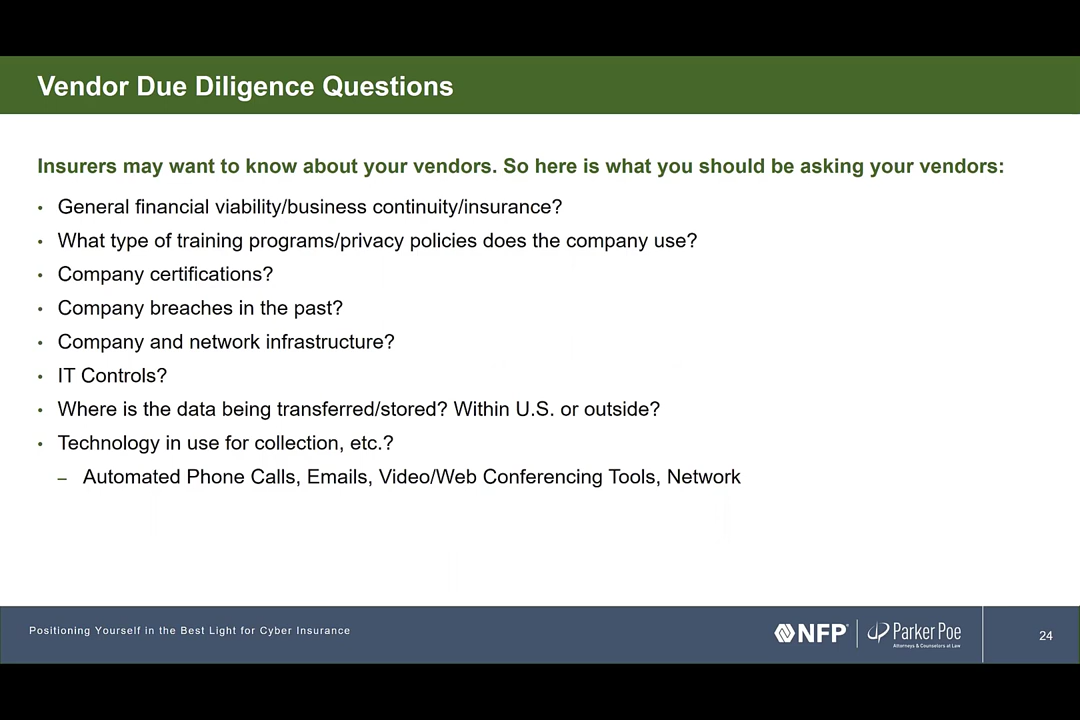 Vendor Due Diligence Questions
Insurers may want to know about your vendors. So here is what you should be asking your vendors:
• General financial viability/business continuity/insurance?
• What type of training programs/privacy policies does the company use?
• Company certifications?
• Company breaches in the past?
• Company and network infrastructure?
• IT Controls?
• Where is the data being transferred/stored? Within U.S. or outside?
• Technology in use for collection, etc.?
– Automated Phone Calls, Emails, Video/Web Conferencing Tools, Network
Positioning Yourself in the Best Light for Cyber Insurance
NFP®
Parker Poe
Attorneys & Counselors at Law
24